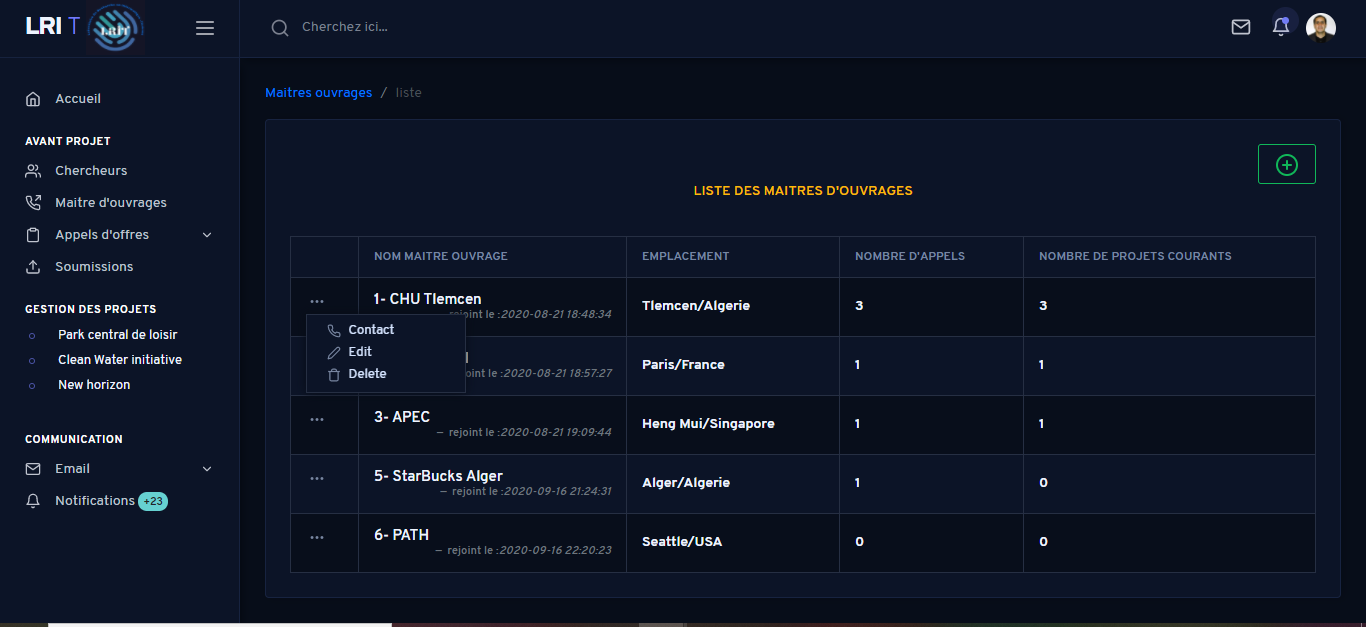 LRI T
LRIT
Cherchez ici...
Accueil
AVANT PROJET
Chercheurs
Maitre d'ouvrages
Appels d'offres
Soumissions
GESTION DES PROJETS
Park central de loisir
Clean Water initiative
New horizon
COMMUNICATION
Email
Notifications +23
Maitres ouvrages / liste
LISTE DES MAITRES D'OUVRAGES
NOM MAITRE OUVRAGE EMPLACEMENT NOMBRE D'APPELS NOMBRE DE PROJETS COURANTS
1- CHU Tlemcen Tlemcen/Algerie 3 3
rejoint le :2020-08-21 18:48:34
Contact
Edit
Delete
Paris/France 1 1
oint le :2020-08-21 18:57:27
3- APEC Heng Mui/Singapore 1 1
— rejoint le :2020-08-21 19:09:44
5- StarBucks Alger Alger/Algerie 1 0
— rejoint le :2020-09-16 21:24:31
6- PATH Seattle/USA 0 0
— rejoint le :2020-09-16 22:20:23